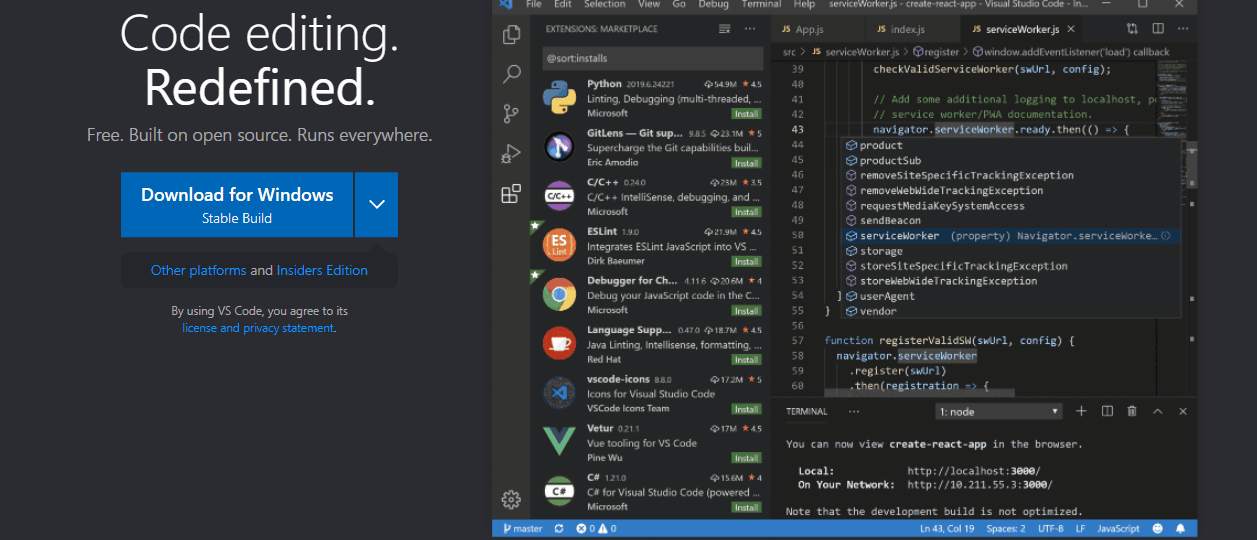 Code editing.
Redefined.
Free. Built on open source. Runs everywhere.
Download for Windows
Stable Build
Other platforms and Insiders Edition
By using VS Code, you agree to its
license and privacy statement.
File Edit Selection View Go Debug Terminal Help serviceWorker.js - create-react-app - Visual Studio Code - In...
EXTENSIONS: MARKETPLACE
@sort:installs
Python 2019.6.24221 54.9M ★ 4.5
Linting, Debugging (multi-threaded, ...
Microsoft Install
GitLens — Git sup... 9.8.5 23.1M ★ 5
Supercharge the Git capabilities buil...
Eric Amodio Install
C/C++ 0.24.0 23M ★ 3.5
C/C++
C/C++ IntelliSense, debugging, and ...
Microsoft Install
ESLint 1.9.0 21.9M ★ 4.5
ES
Lint
Integrates ESLint JavaScript into VS ...
Dirk Baeumer Install
Debugger for Ch... 4.11.6 20.6M ★ 4
Debug your JavaScript code in the C...
Microsoft Install
Language Supp... 0.47.0 18.7M ★ 4.5
Java Linting, Intellisense, formatting, ...
Red Hat Install
vscode-icons 8.8.0 17.2M ★ 5
Icons for Visual Studio Code
VSCode Icons Team Install
Vetur 0.21.1 17M ★ 4.5
Vue tooling for VS Code
Pine Wu Install
C# 1.21.0 15.6M ★ 4
C#
C# for Visual Studio Code (powered ...
Microsoft Install
JS App.js JS index.js JS serviceWorker.js
src > JS serviceWorker.js > register > window.addEventListener('load') callback
39 checkValidServiceWorker(swUrl, config);
40
41 // Add some additional logging to localhost, po
42 // service worker/PWA documentation.
43 navigator.serviceWorker.ready.then(() => {
44 product
45 productSub
46 removeSiteSpecificTrackingException
47 removeWebWideTrackingException
48 requestMediaKeySystemAccess
49 sendBeacon
50 serviceWorker (property) Navigator.serviceWorke...
51 storage
52 storeSiteSpecificTrackingException
53 storeWebWideTrackingException
54 ] userAgent
55 } vendor
56
57 function registerValidSW(swUrl, config) {
58 navigator.serviceWorker
59 .register(swUrl)
60 .then(registration => {
TERMINAL ... 1: node
You can now view create-react-app in the browser.
Local: http://localhost:3000/
On Your Network: http://10.211.55.3:3000/
Note that the development build is not optimized.
master 0 0 Ln 43, Col 19 Spaces: 2 UTF-8 LF JavaScript